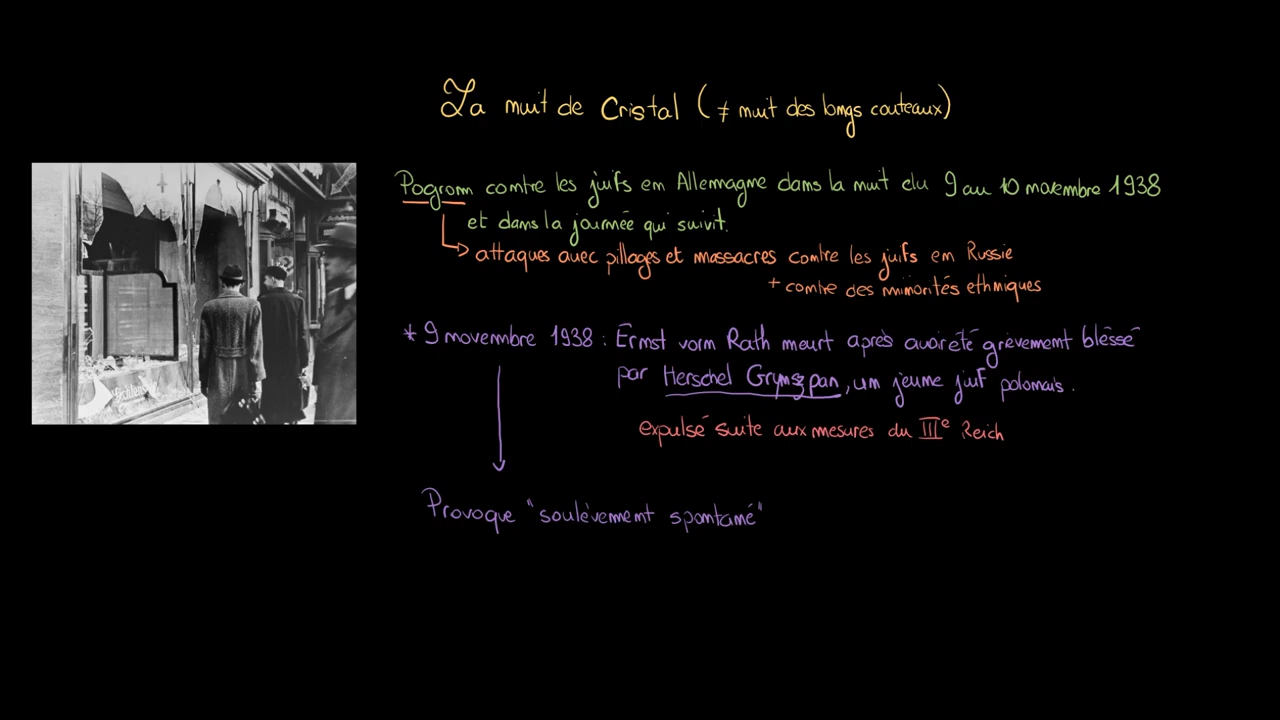 La nuit de Cristal (≠ nuit des longs couteaux)
Pogrom contre les juifs en Allemagne dans la nuit du 9 au 10 novembre 1938
et dans la journée qui suivit.
attaques avec pillages et massacres contre les juifs en Russie
+ contre des minorités ethniques
* 9 novembre 1938 : Ernst vom Rath meurt après avoir été grèvement bléssé
par Herschel Grynszpan, un jeune juif polonais.
expulsé suite aux mesures du IIIe Reich
Provoque "soulèvement spontané"